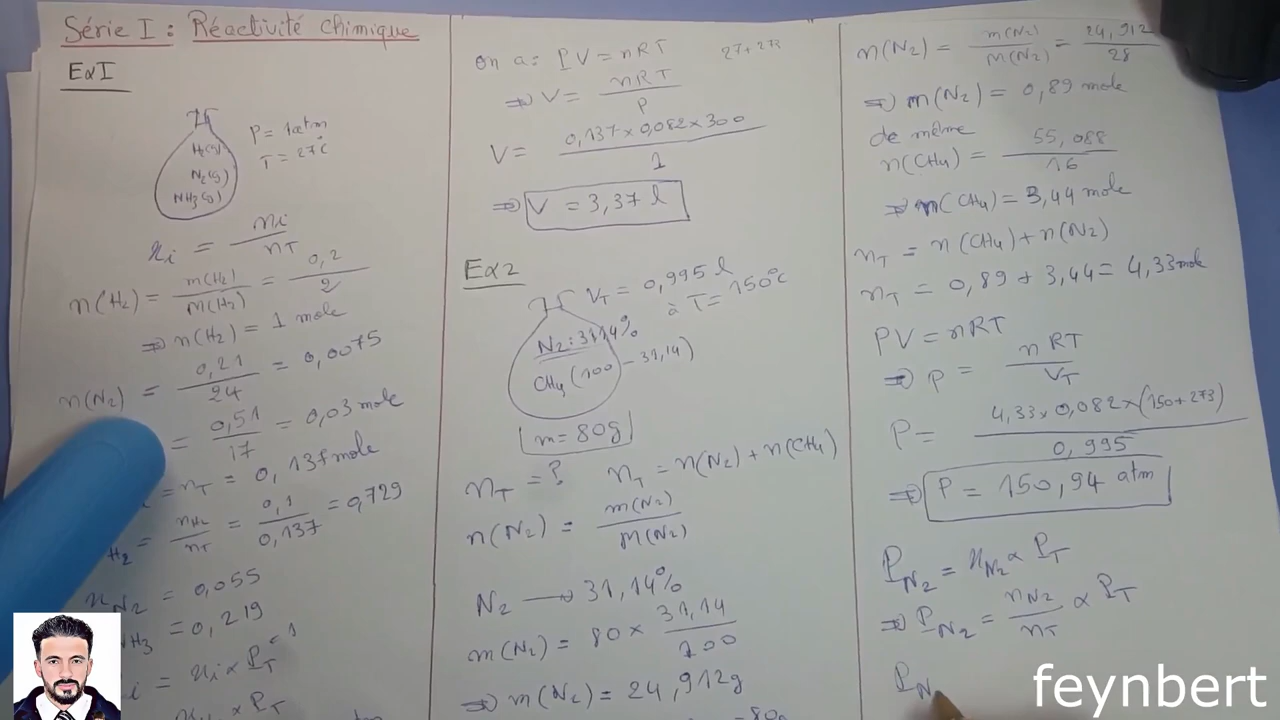 Série I : Réactivité chimique
ExI
P = 1atm
T = 27°C
H2(g)
N2(g)
NH3(g)
xi = ni / nT
n(H2) = m(H2) / M(H2) = 0,2 / 2
⇒ n(H2) = 1 mole
n(N2) = 0,21 / 24 = 0,0075
= 0,51 / 17 = 0,03 mole
= nT = 0,137 mole
H2 = nH2 / nT = 0,1 / 0,137 = 0,729
xN2 = 0,055
NH3 = 0,219
i = xi × PT
× PT
on a : PV = nRT
27+273
⇒ V = nRT / P
V = 0,137 × 0,082 × 300 / 1
⇒ V = 3,37 l
Ex2
VT = 0,995 l
à T = 150°C
N2 : 31,14%
CH4 (100 - 31,14)
m = 80g
nT = ? nT = n(N2) + n(CH4)
n(N2) = m(N2) / M(N2)
N2 → 31,14%
m(N2) = 80 × 31,14 / 100
⇒ m(N2) = 24,912g
n(N2) = m(N2) / M(N2) = 24,912 / 28
⇒ n(N2) = 0,89 mole
de même
n(CH4) = 55,088 / 16
⇒ n(CH4) = 3,44 mole
nT = n(CH4) + n(N2)
nT = 0,89 + 3,44 = 4,33 mole
PV = nRT
⇒ P = nRT / VT
P = 4,33 × 0,082 × (150 + 273) / 0,995
⇒ P = 150,94 atm
PN2 = xN2 × PT
⇒ PN2 = nN2 / nT × PT
PN
feynbert